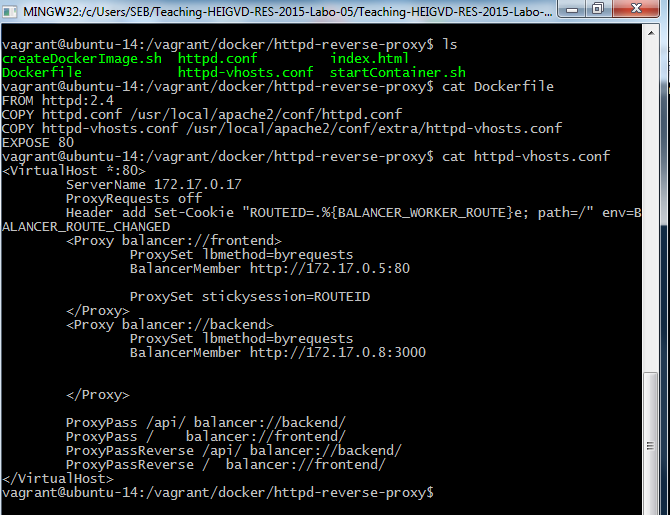 MINGW32:/c/Users/SEB/Teaching-HEIGVD-RES-2015-Labo-05/Teaching-HEIGVD-RES-2015-Labo-...
vagrant@ubuntu-14:/vagrant/docker/httpd-reverse-proxy$ ls
createDockerImage.sh  httpd.conf         index.html
Dockerfile            httpd-vhosts.conf  startContainer.sh
vagrant@ubuntu-14:/vagrant/docker/httpd-reverse-proxy$ cat Dockerfile
FROM httpd:2.4
COPY httpd.conf /usr/local/apache2/conf/httpd.conf
COPY httpd-vhosts.conf /usr/local/apache2/conf/extra/httpd-vhosts.conf
EXPOSE 80
vagrant@ubuntu-14:/vagrant/docker/httpd-reverse-proxy$ cat httpd-vhosts.conf
<VirtualHost *:80>
        ServerName 172.17.0.17
        ProxyRequests off
        Header add Set-Cookie "ROUTEID=.%{BALANCER_WORKER_ROUTE}e; path=/" env=B
ALANCER_ROUTE_CHANGED
        <Proxy balancer://frontend>
                ProxySet lbmethod=byrequests
                BalancerMember http://172.17.0.5:80
                ProxySet stickysession=ROUTEID
        </Proxy>
        <Proxy balancer://backend>
                ProxySet lbmethod=byrequests
                BalancerMember http://172.17.0.8:3000
        </Proxy>
        ProxyPass /api/ balancer://backend/
        ProxyPass /    balancer://frontend/
        ProxyPassReverse /api/ balancer://backend/
        ProxyPassReverse /  balancer://frontend/
</VirtualHost>
vagrant@ubuntu-14:/vagrant/docker/httpd-reverse-proxy$